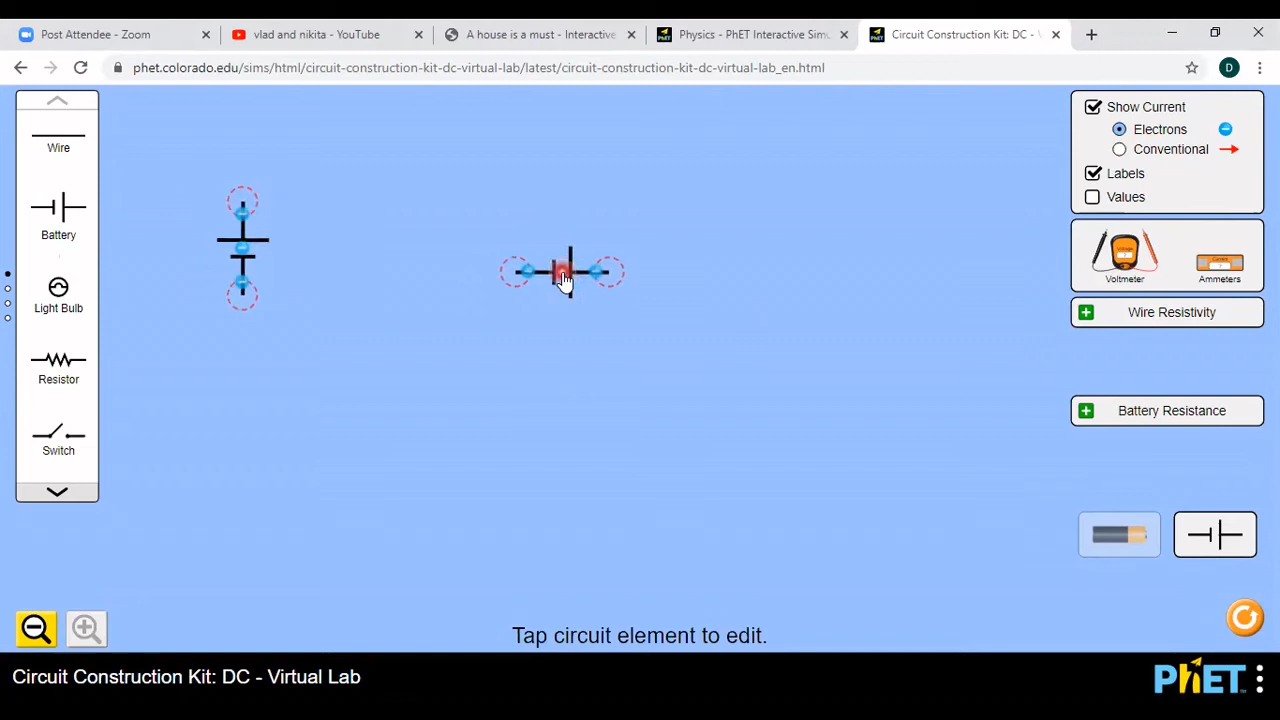 Post Attendee - Zoom
vlad and nikita - YouTube
A house is a must - Interactive
Physics - PhET Interactive Simu
Circuit Construction Kit: DC - V
phet.colorado.edu/sims/html/circuit-construction-kit-dc-virtual-lab/latest/circuit-construction-kit-dc-virtual-lab_en.html
D
Wire
Battery
Light Bulb
Resistor
Switch
Show Current
Electrons
Conventional
Labels
Values
Voltmeter
Ammeters
Wire Resistivity
Battery Resistance
Tap circuit element to edit.
Circuit Construction Kit: DC - Virtual Lab
PhET